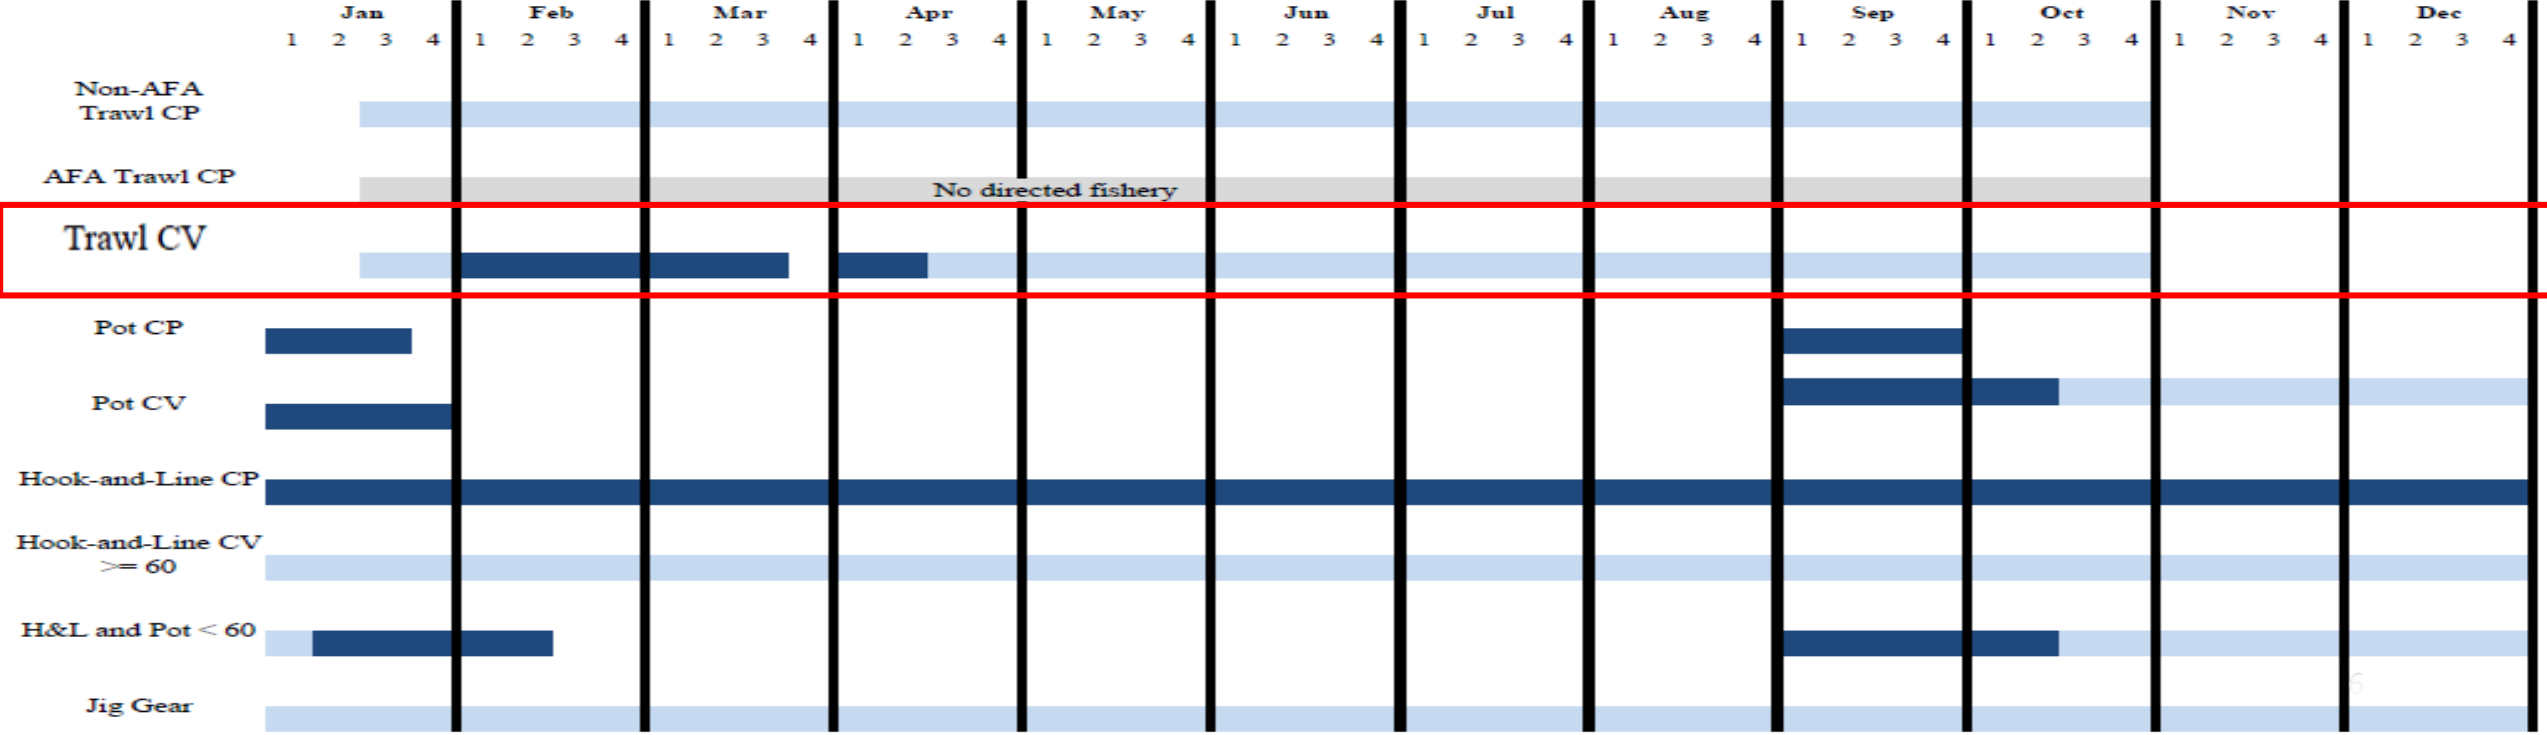 Jan Feb Mar Apr May Jun Jul Aug Sep Oct Nov Dec
1 2 3 4 1 2 3 4 1 2 3 4 1 2 3 4 1 2 3 4 1 2 3 4 1 2 3 4 1 2 3 4 1 2 3 4 1 2 3 4 1 2 3 4 1 2 3 4
Non-AFA
Trawl CP
AFA Trawl CP
No directed fishery
Trawl CV
Pot CP
Pot CV
Hook-and-Line CP
Hook-and-Line CV
>= 60
H&L and Pot < 60
6
Jig Gear